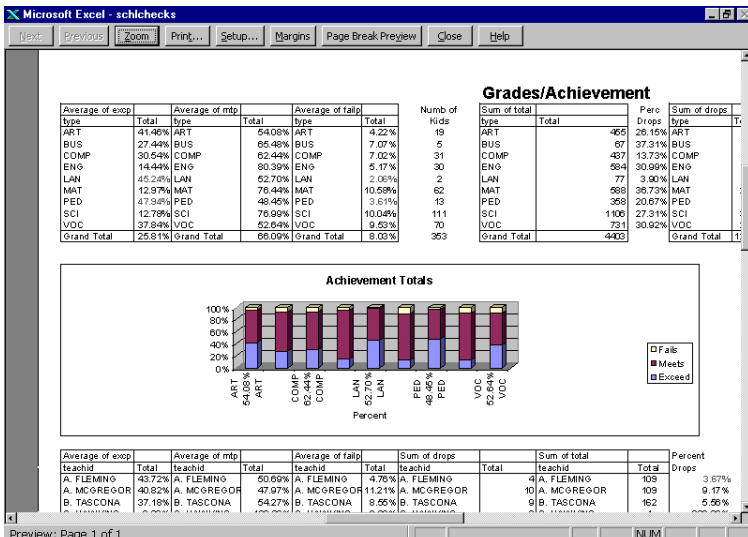 Microsoft Excel - schlchecks
Next Previous Zoom Print... Setup... Margins Page Break Preview Close Help
Grades/Achievement
Average of excp Average of mtp Average of failp Numb of Sum of total Perc Sum of drops
type Total type Total type Total Kids type Total Drops type
ART 41.46% ART 54.08% ART 4.22% 19 ART 455 26.15% ART
BUS 27.44% BUS 65.48% BUS 7.07% 5 BUS 67 37.31% BUS
COMP 30.54% COMP 62.44% COMP 7.02% 31 COMP 437 13.73% COMP
ENG 14.44% ENG 80.39% ENG 5.17% 30 ENG 584 30.99% ENG
LAN 45.24% LAN 52.70% LAN 2.06% 2 LAN 77 3.90% LAN
MAT 12.97% MAT 76.44% MAT 10.58% 62 MAT 588 36.73% MAT
PED 47.94% PED 48.45% PED 3.61% 13 PED 358 20.67% PED
SCI 12.78% SCI 76.99% SCI 10.04% 111 SCI 1106 27.31% SCI
VOC 37.84% VOC 52.64% VOC 9.53% 70 VOC 731 30.92% VOC
Grand Total 25.81% Grand Total 66.09% Grand Total 8.03% 353 Grand Total 4403 Grand Total
Achievement Totals
100%
80%
60%
40%
20%
0%
ART 54.08% ART COMP 62.44% COMP LAN 52.70% LAN PED 48.45% PED VOC 52.64% VOC
Percent
Fails
Meets
Exceed
Average of excp Average of mtp Average of failp Sum of drops Sum of total Percent
teachid Total teachid Total teachid Total teachid Total teachid Total Drops
A. FLEMING 43.72% A. FLEMING 50.69% A. FLEMING 4.76% A. FLEMING 4 A. FLEMING 109 3.67%
A. MCGREGOR 40.82% A. MCGREGOR 47.97% A. MCGREGOR 11.21% A. MCGREGOR 10 A. MCGREGOR 109 9.17%
B. TASCONA 37.18% B. TASCONA 54.27% B. TASCONA 8.55% B. TASCONA 9 B. TASCONA 162 5.56%
Preview: Page 1 of 1 NUM